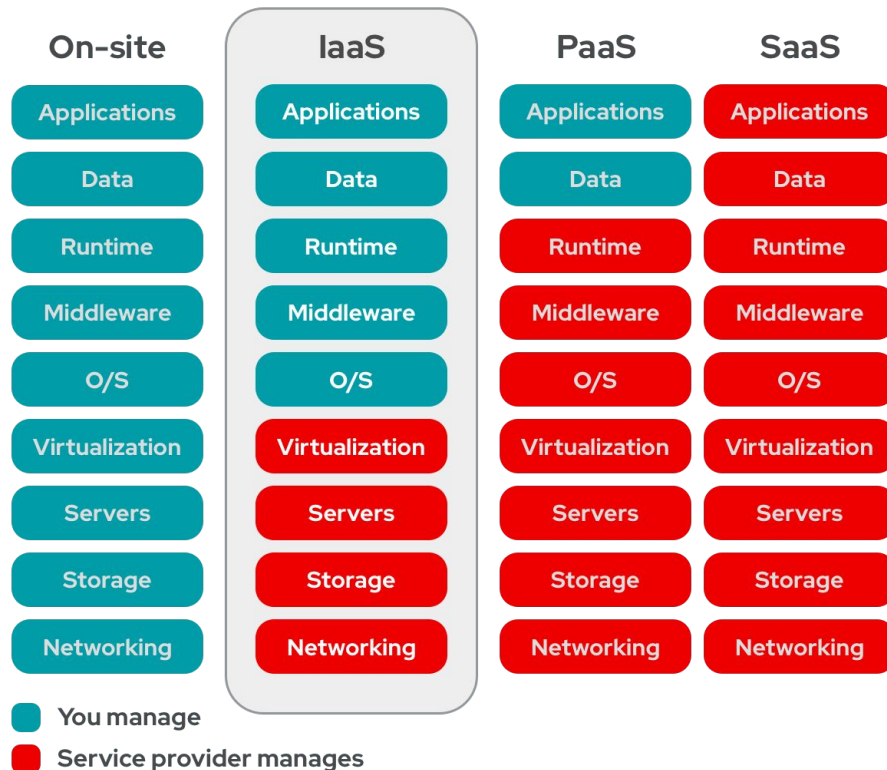 On-site IaaS PaaS SaaS
Applications Applications Applications Applications
Data Data Data Data
Runtime Runtime Runtime Runtime
Middleware Middleware Middleware Middleware
O/S O/S O/S O/S
Virtualization Virtualization Virtualization Virtualization
Servers Servers Servers Servers
Storage Storage Storage Storage
Networking Networking Networking Networking
You manage
Service provider manages